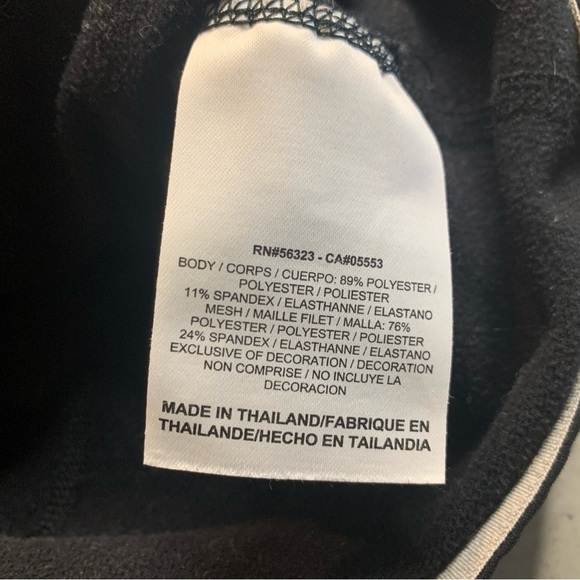 RN#56323 - CA#05553
BODY / CORPS / CUERPO: 89% POLYESTER /
POLYESTER / POLIESTER
11% SPANDEX / ELASTHANNE / ELASTANO
MESH / MAILLE FILET / MALLA: 76%
POLYESTER / POLYESTER / POLIESTER
24% SPANDEX / ELASTHANNE / ELASTANO
EXCLUSIVE OF DECORATION / DECORATION
NON COMPRISE / NO INCLUYE LA
DECORACION
MADE IN THAILAND/FABRIQUE EN
THAILANDE/HECHO EN TAILANDIA